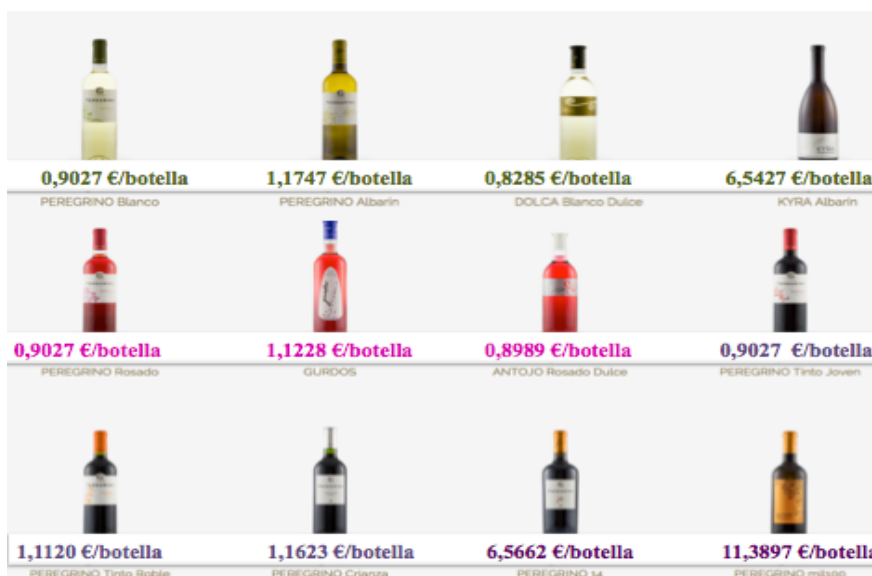 0,9027 €/botella 1,1747 €/botella 0,8285 €/botella 6,5427 €/botella
PEREGRINO Blanco PEREGRINO Albarín DOLCA Blanco Dulce KYRA Albarín
0,9027 €/botella 1,1228 €/botella 0,8989 €/botella 0,9027 €/botella
PEREGRINO Rosado GURDOS ANTOJO Rosado Dulce PEREGRINO Tinto Joven
1,1120 €/botella 1,1623 €/botella 6,5662 €/botella 11,3897 €/botella
PEREGRINO Tinto Roble PEREGRINO Crianza PEREGRINO 14 PEREGRINO mil100